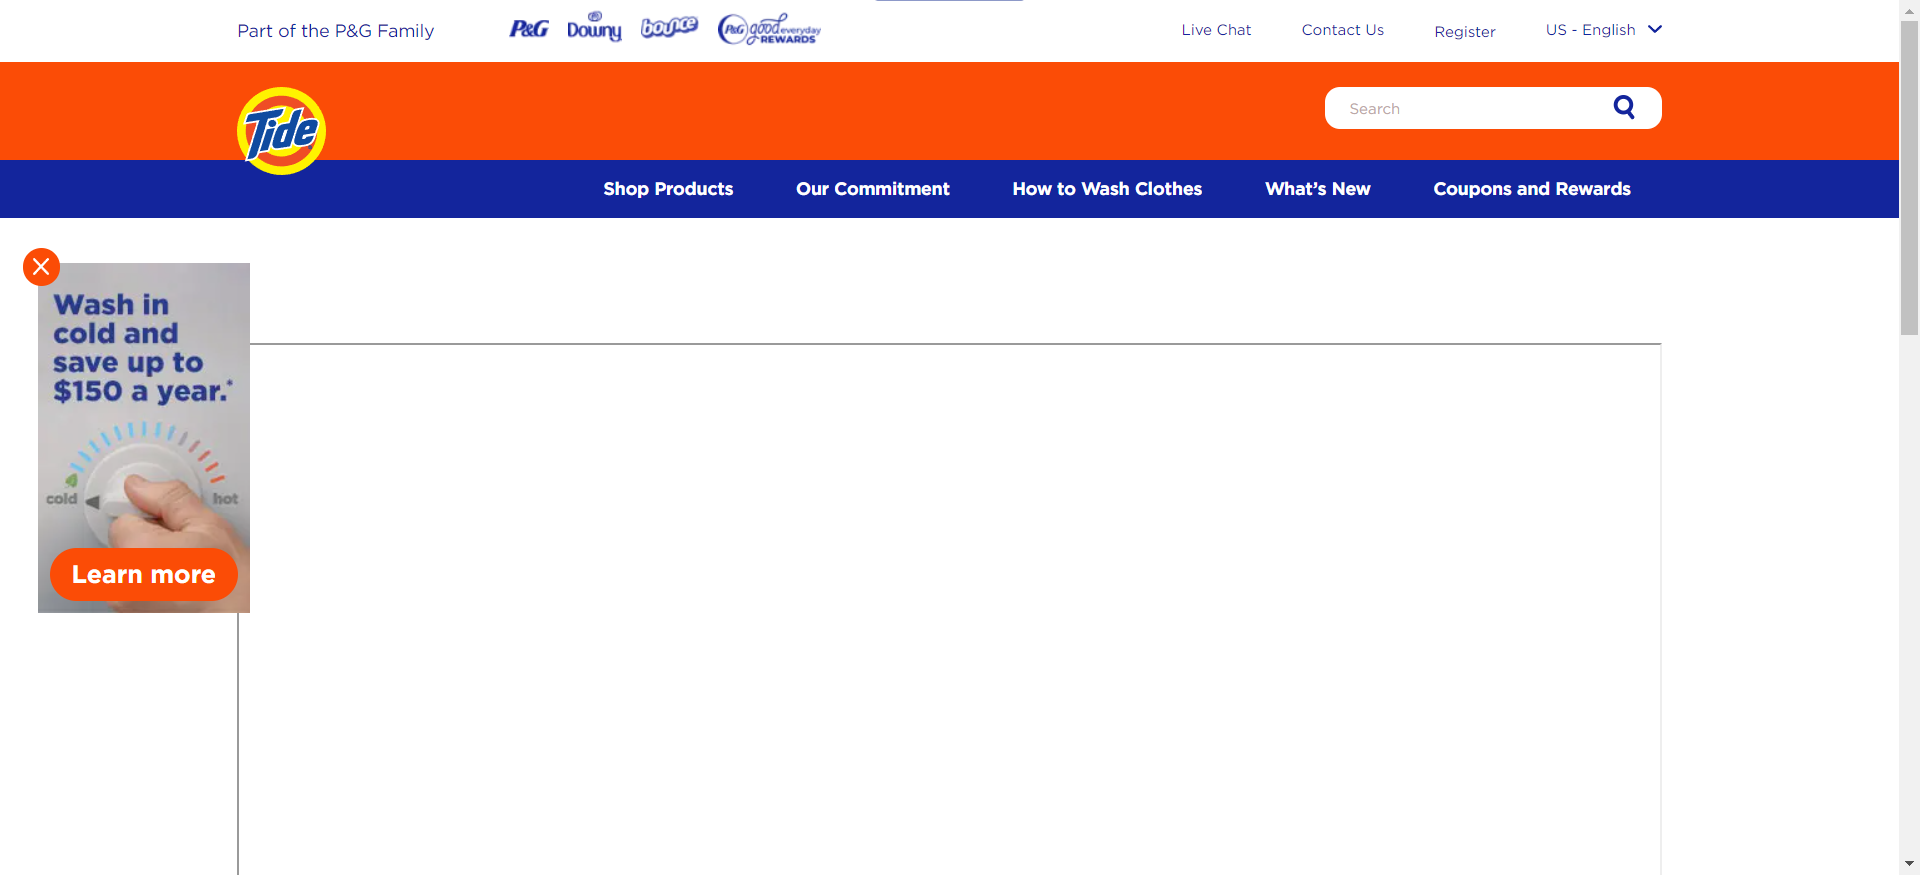 Part of the P&G Family
P&G
Downy
bounce
P&G good everyday REWARDS
Live Chat
Contact Us
Register
US - English
Tide
Search
Shop Products
Our Commitment
How to Wash Clothes
What's New
Coupons and Rewards
Wash in
cold and
save up to
$150 a year.*
cold
hot
Learn more